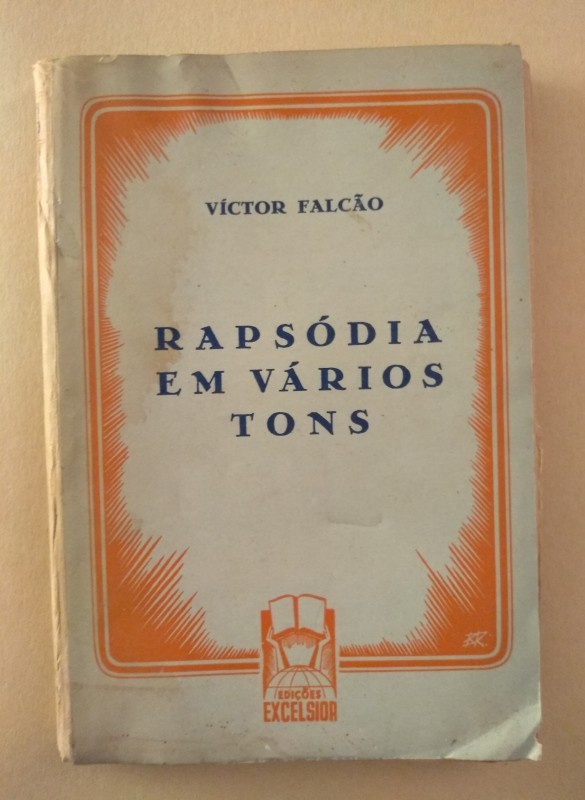 VÍCTOR FALCÃO
RAPSÓDIA
EM VÁRIOS
TONS
EDIÇÕES
EXCELSIOR